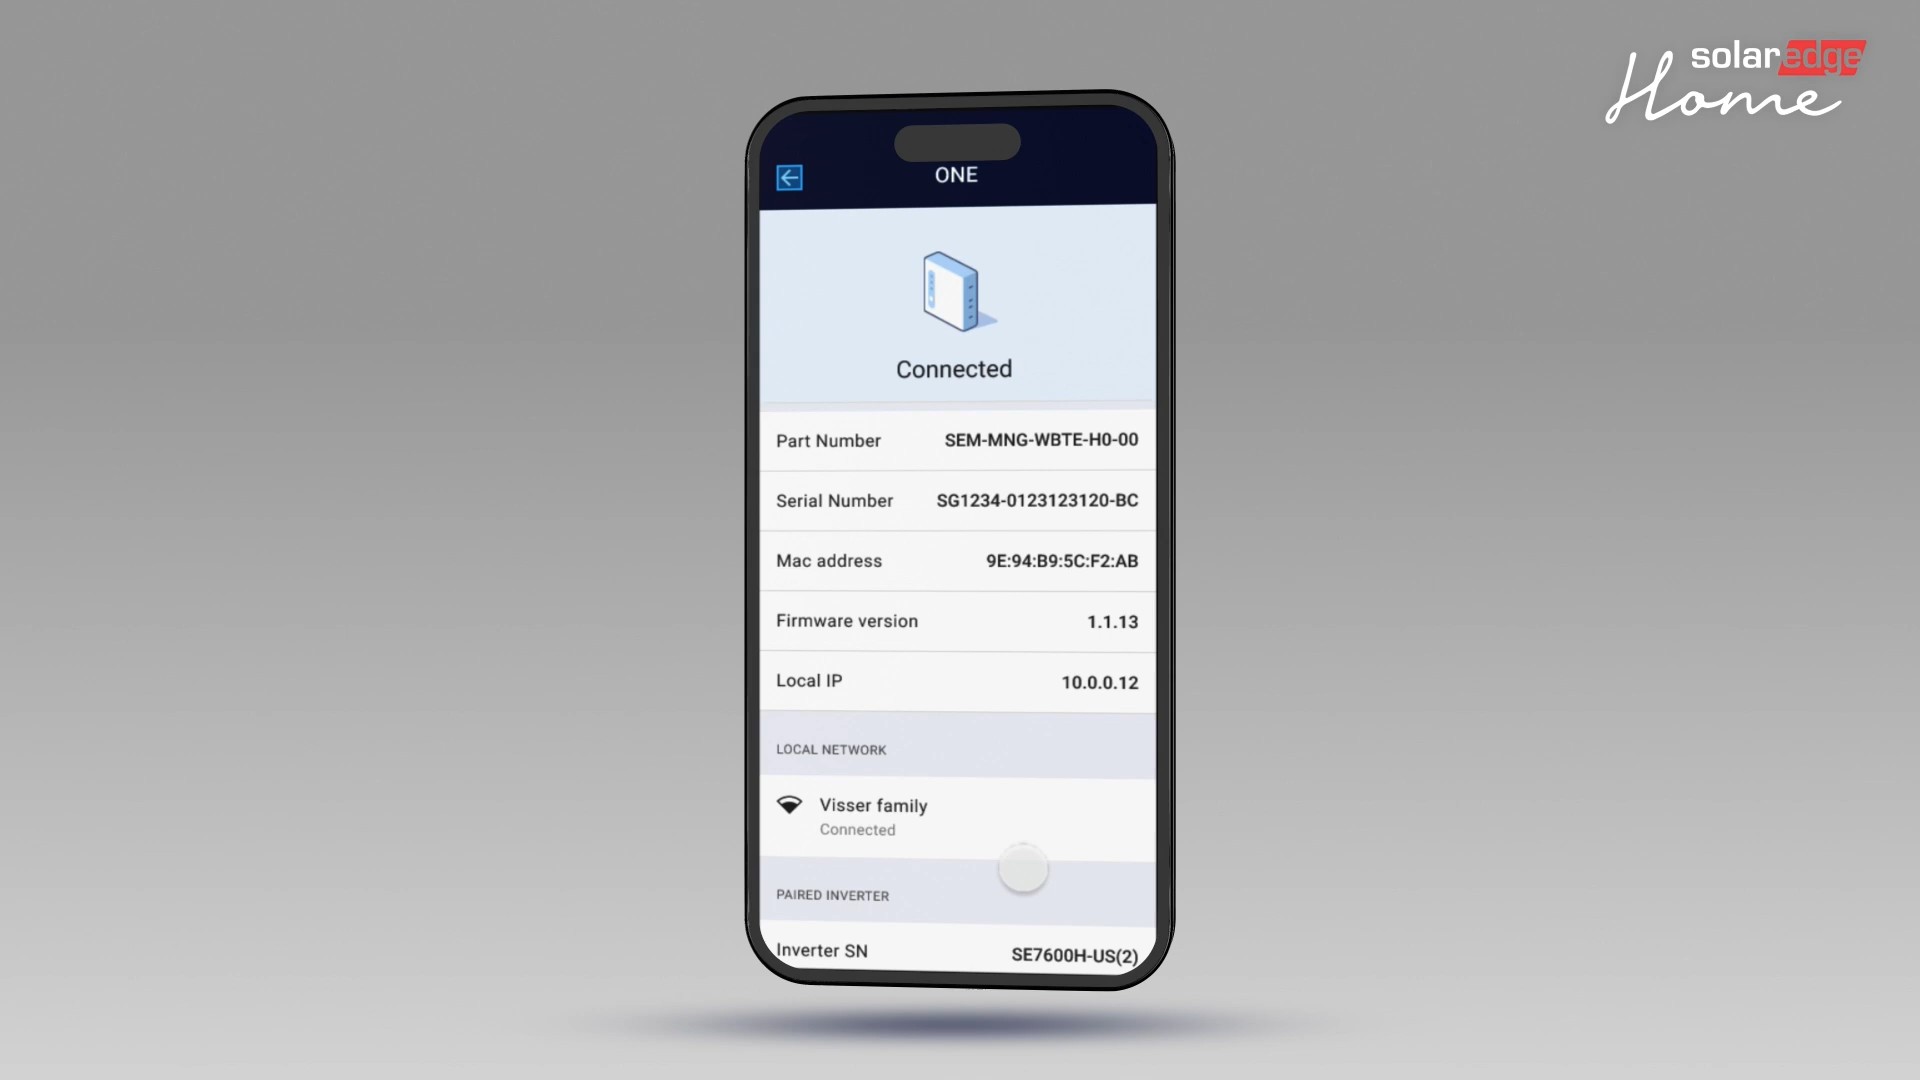 solaredge
Home
ONE
Connected
Part Number SEM-MNG-WBTE-H0-00
Serial Number SG1234-0123123120-BC
Mac address 9E:94:B9:5C:F2:AB
Firmware version 1.1.13
Local IP 10.0.0.12
LOCAL NETWORK
Visser family
Connected
PAIRED INVERTER
Inverter SN SE7600H-US(2)